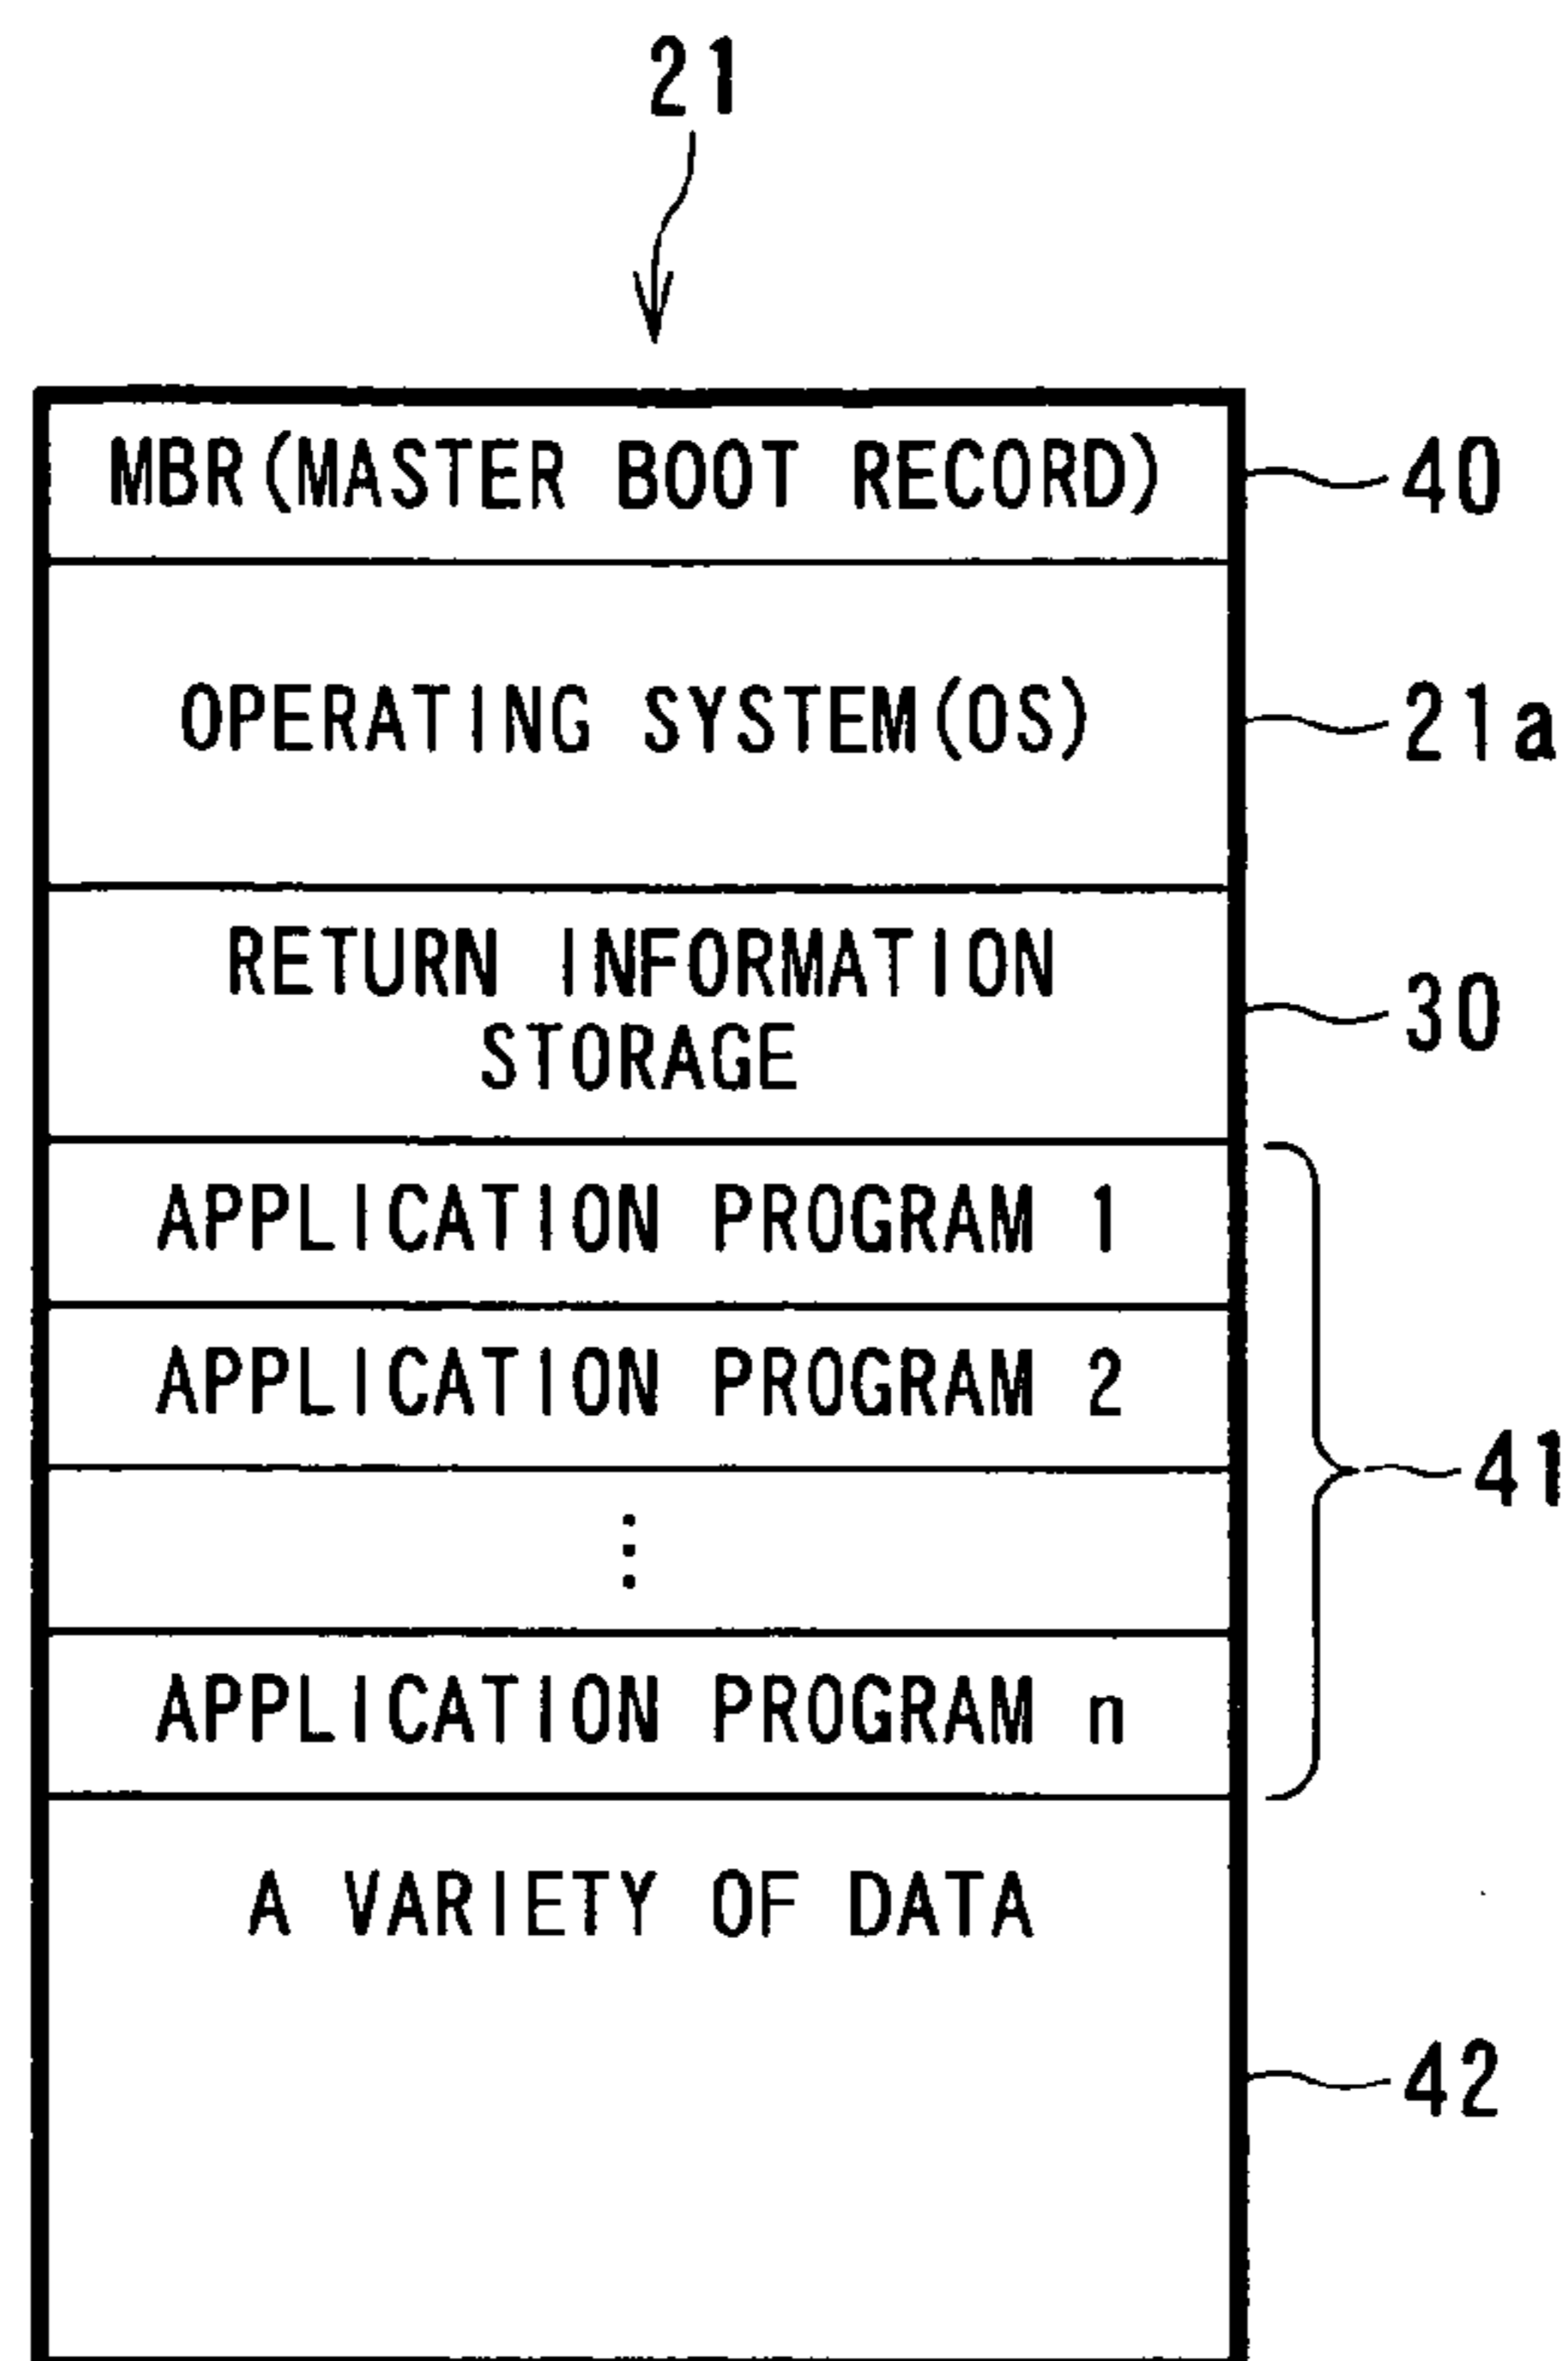 21
MBR(MASTER BOOT RECORD) 40
OPERATING SYSTEM(OS) 21a
RETURN INFORMATION
STORAGE
30
APPLICATION PROGRAM 1
APPLICATION PROGRAM 2
41
⋮
APPLICATION PROGRAM n
A VARIETY OF DATA
42